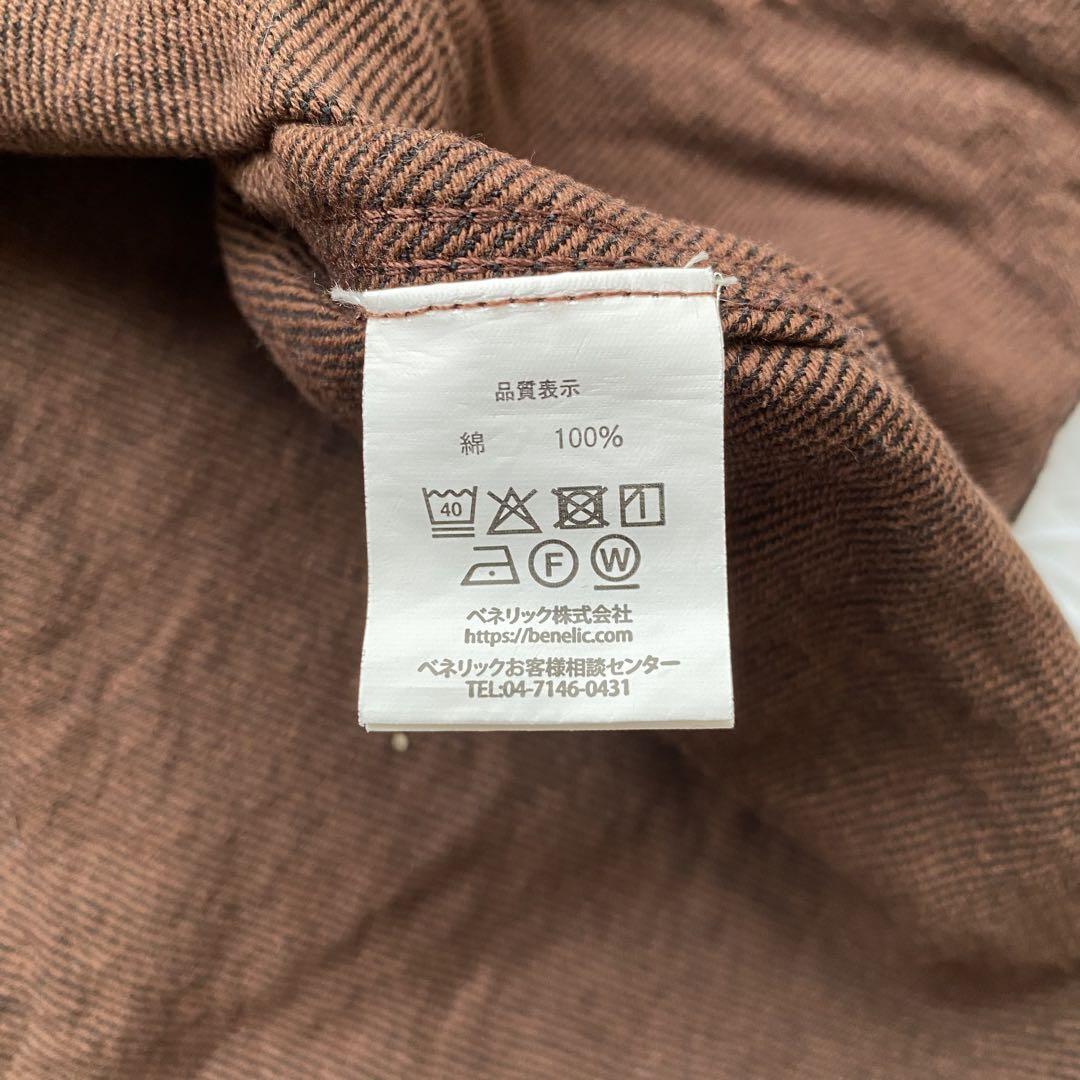 品質表示
綿 100%
40
F W
ベネリック株式会社
https://benelic.com
ベネリックお客様相談センター
TEL:04-7146-0431